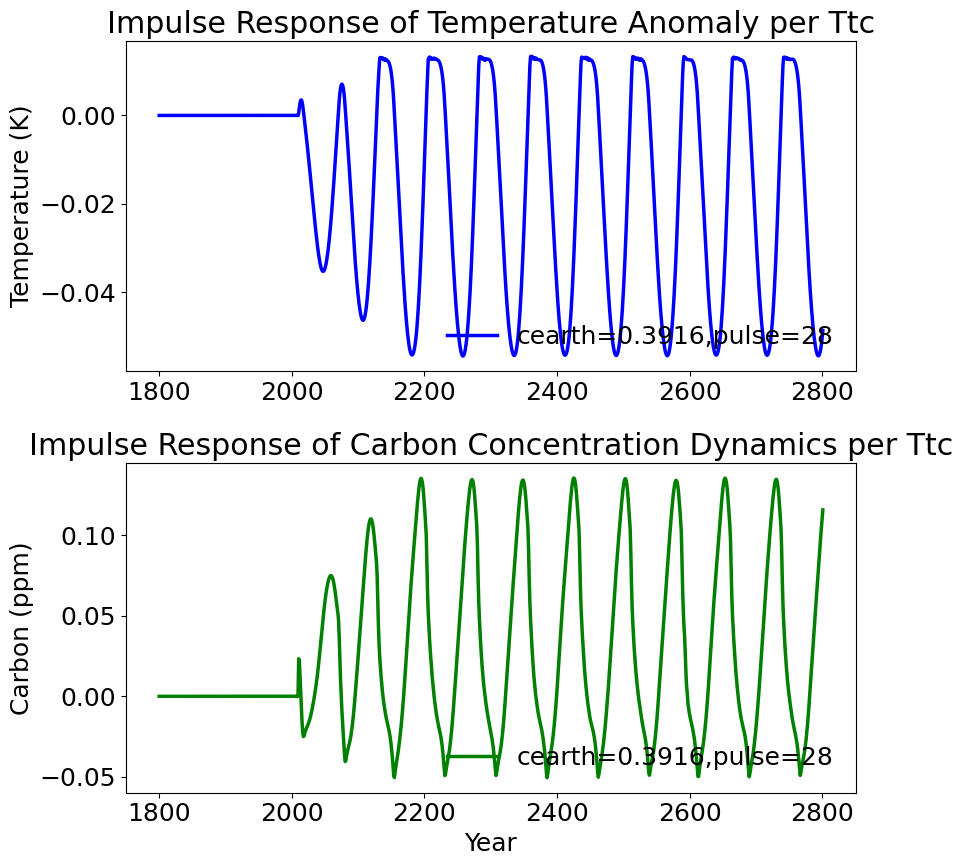 Impulse Response of Temperature Anomaly per Ttc
Temperature (K)
0.00
−0.02
−0.04
cearth=0.3916,pulse=28
1800 2000 2200 2400 2600 2800
Impulse Response of Carbon Concentration Dynamics per Ttc
Carbon (ppm)
0.10
0.05
0.00
−0.05
cearth=0.3916,pulse=28
1800 2000 2200 2400 2600 2800
Year